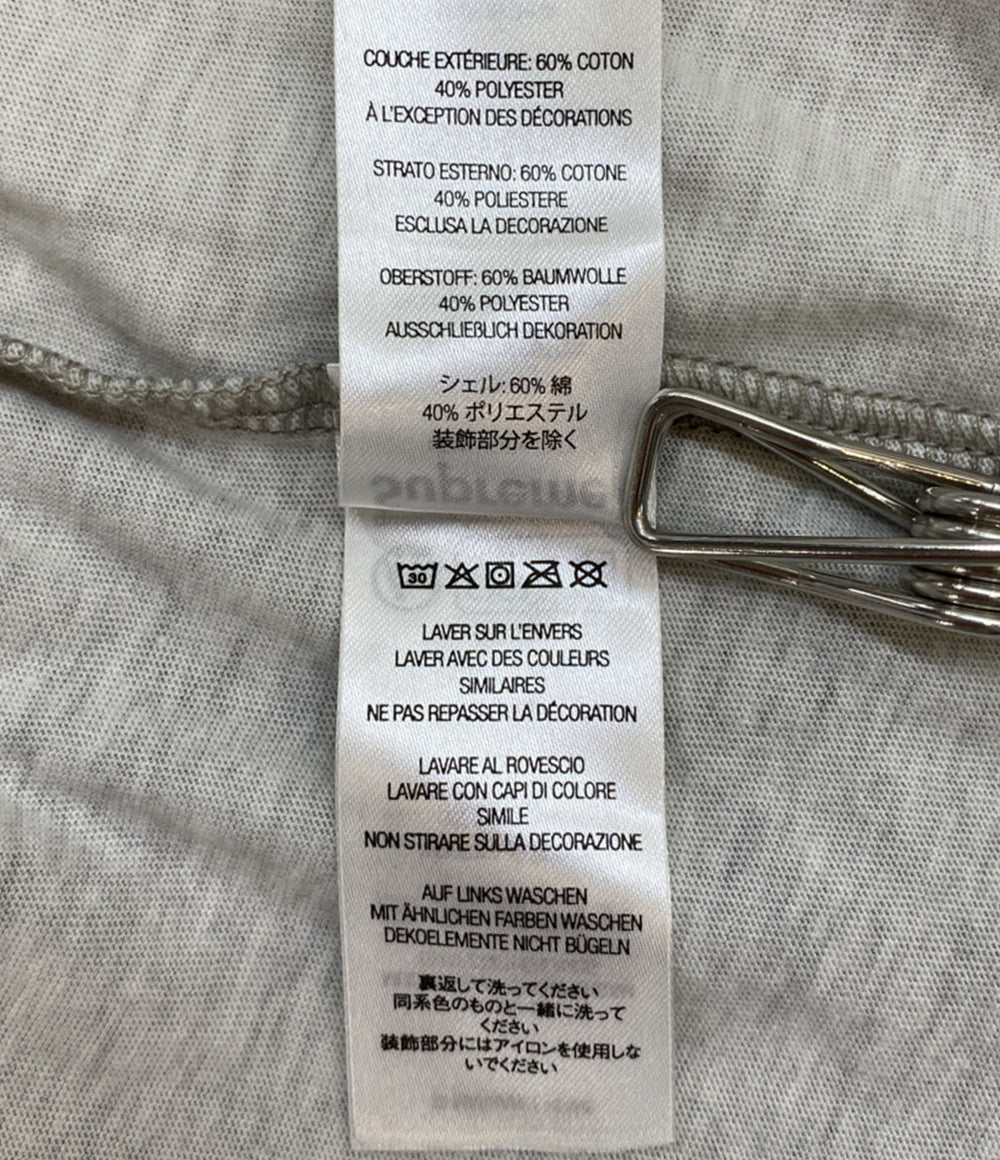 COUCHE EXTÉRIEURE: 60% COTON
40% POLYESTER
À L'EXCEPTION DES DÉCORATIONS
STRATO ESTERNO: 60% COTONE
40% POLIESTERE
ESCLUSA LA DECORAZIONE
OBERSTOFF: 60% BAUMWOLLE
40% POLYESTER
AUSSCHLIEßLICH DEKORATION
シェル: 60% 綿
40% ポリエステル
装飾部分を除く
Supreme
30
LAVER SUR L'ENVERS
LAVER AVEC DES COULEURS
SIMILAIRES
NE PAS REPASSER LA DÉCORATION
LAVARE AL ROVESCIO
LAVARE CON CAPI DI COLORE
SIMILE
NON STIRARE SULLA DECORAZIONE
AUF LINKS WASCHEN
MIT ÄHNLICHEN FARBEN WASCHEN
DEKOELEMENTE NICHT BÜGELN
裏返して洗ってください
同系色のものと一緒に洗って
ください
装飾部分にはアイロンを使用しな
いでください